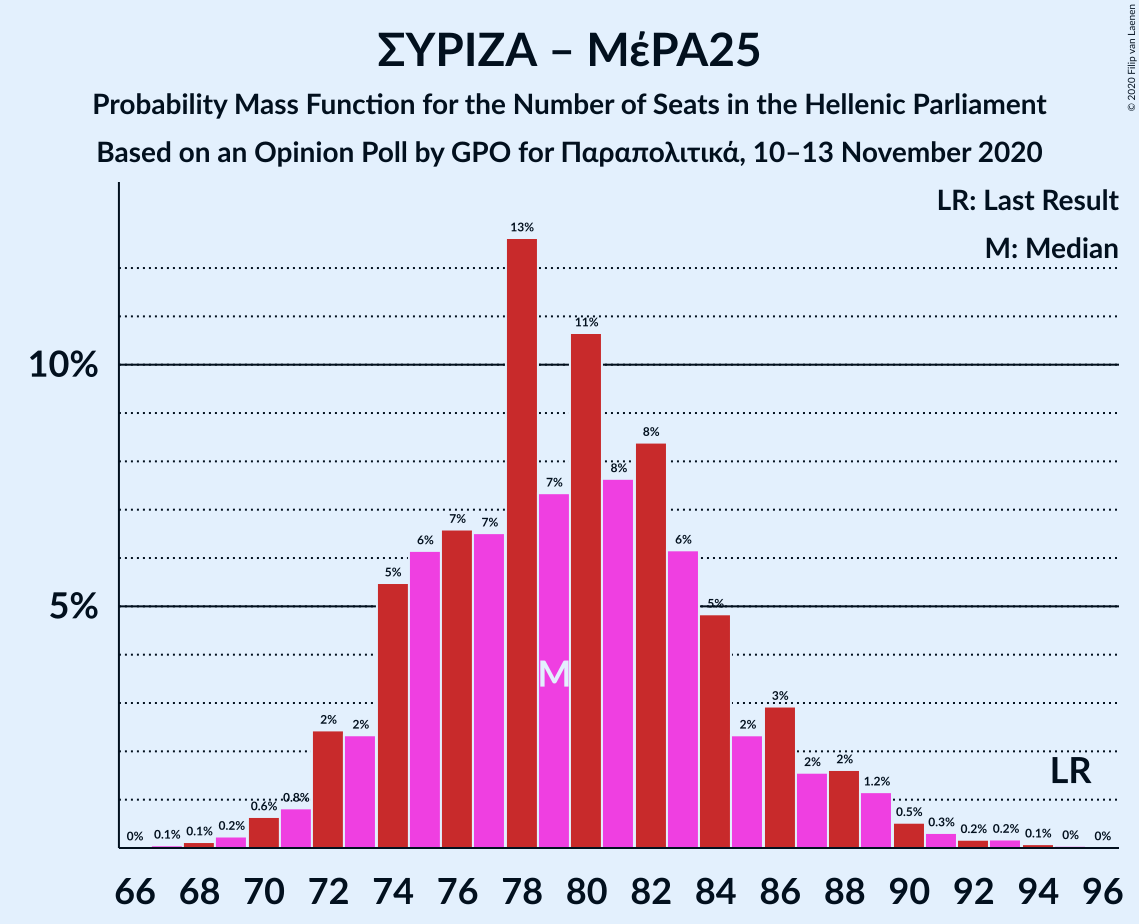 ΣΥΡΙΖΑ – ΜέΡΑ25
Probability Mass Function for the Number of Seats in the Hellenic Parliament
Based on an Opinion Poll by GPO for Παραπολιτικά, 10–13 November 2020
© 2020 Filip van Laenen
LR: Last Result
M: Median
10%
5%
0% 0.1% 0.1% 0.2% 0.6% 0.8% 2% 2% 5% 6% 7% 7% 13% 7% 11% 8% 8% 6% 5% 2% 3% 2% 2% 1.2% 0.5% 0.3% 0.2% 0.2% 0.1% 0% 0%
M
LR
66 68 70 72 74 76 78 80 82 84 86 88 90 92 94 96